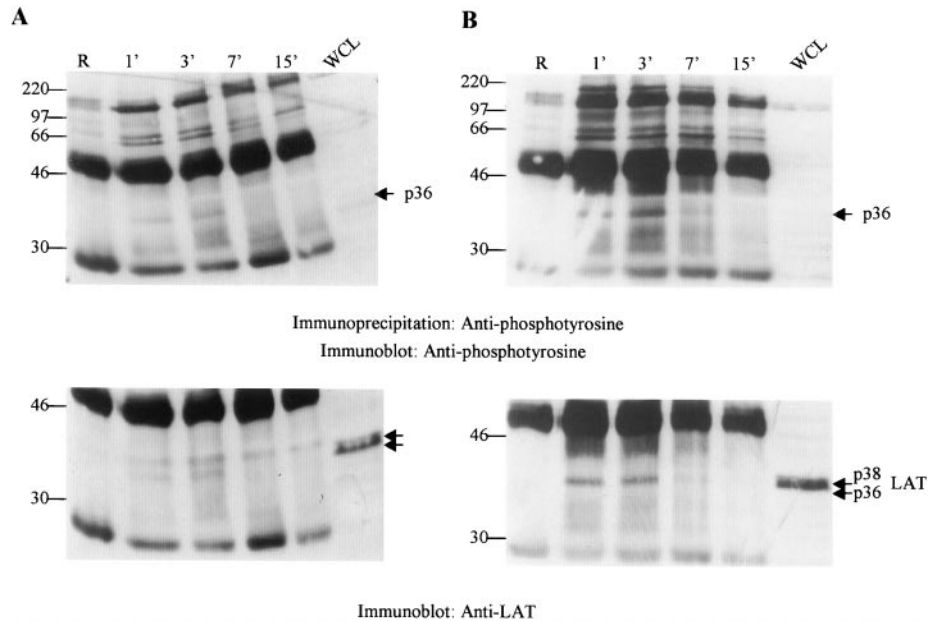 A
B
R 1’ 3’ 7’ 15’ WCL
R 1’ 3’ 7’ 15’ WCL
220
97
66
46
30
p36
220
97
66
46
30
p36
Immunoprecipitation: Anti-phosphotyrosine
Immunoblot: Anti-phosphotyrosine
46
30
46
30
p38
p36
LAT
Immunoblot: Anti-LAT